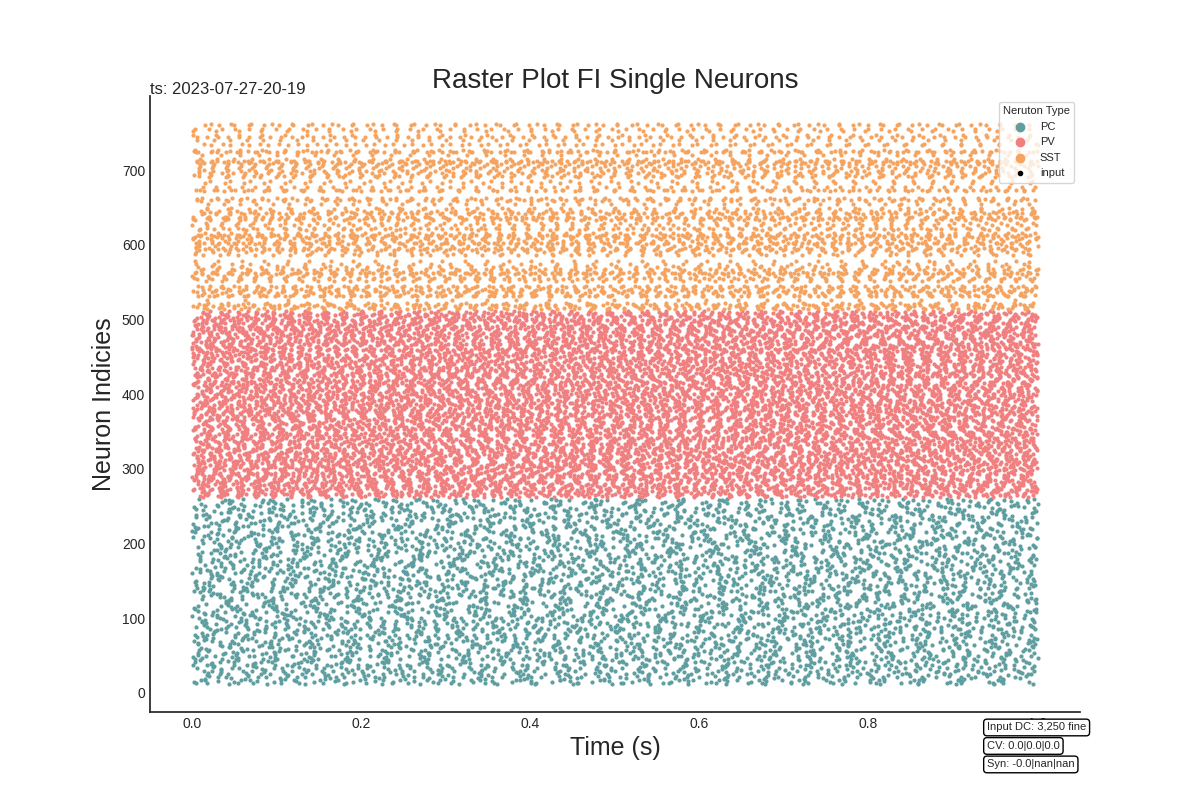 Raster Plot FI Single Neurons
ts: 2023-07-27-20-19
Neruton Type
PC
PV
SST
input
Neuron Indicies
700
600
500
400
300
200
100
0
0.0
0.2
0.4
0.6
0.8
Time (s)
Input DC: 3,250 fine
CV: 0.0|0.0|0.0
Syn: -0.0|nan|nan